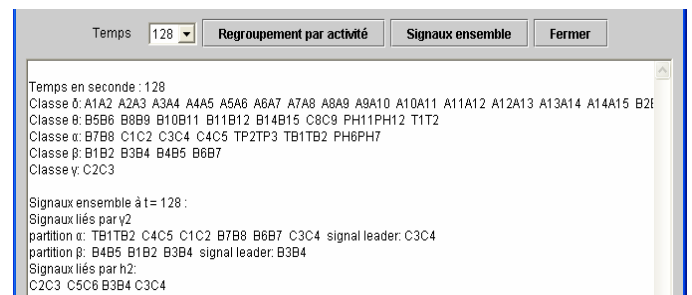 Temps 128 Regroupement par activité Signaux ensemble Fermer
Temps en seconde : 128
Classe δ: A1A2 A2A3 A3A4 A4A5 A5A6 A6A7 A7A8 A8A9 A9A10 A10A11 A11A12 A12A13 A13A14 A14A15
Classe θ: B5B6 B8B9 B10B11 B11B12 B14B15 C8C9 PH11PH12 T1T2
Classe α: B7B8 C1C2 C3C4 C4C5 TP2TP3 TB1TB2 PH6PH7
Classe β: B1B2 B3B4 B4B5 B6B7
Classe γ: C2C3
Signaux ensemble à t= 128 :
Signaux liés par γ2
partition α: TB1TB2 C4C5 C1C2 B7B8 B6B7 C3C4 signal leader: C3C4
partition β: B4B5 B1B2 B3B4 signal leader: B3B4
Signaux liés par h2:
C2C3 C5C6 B3B4 C3C4